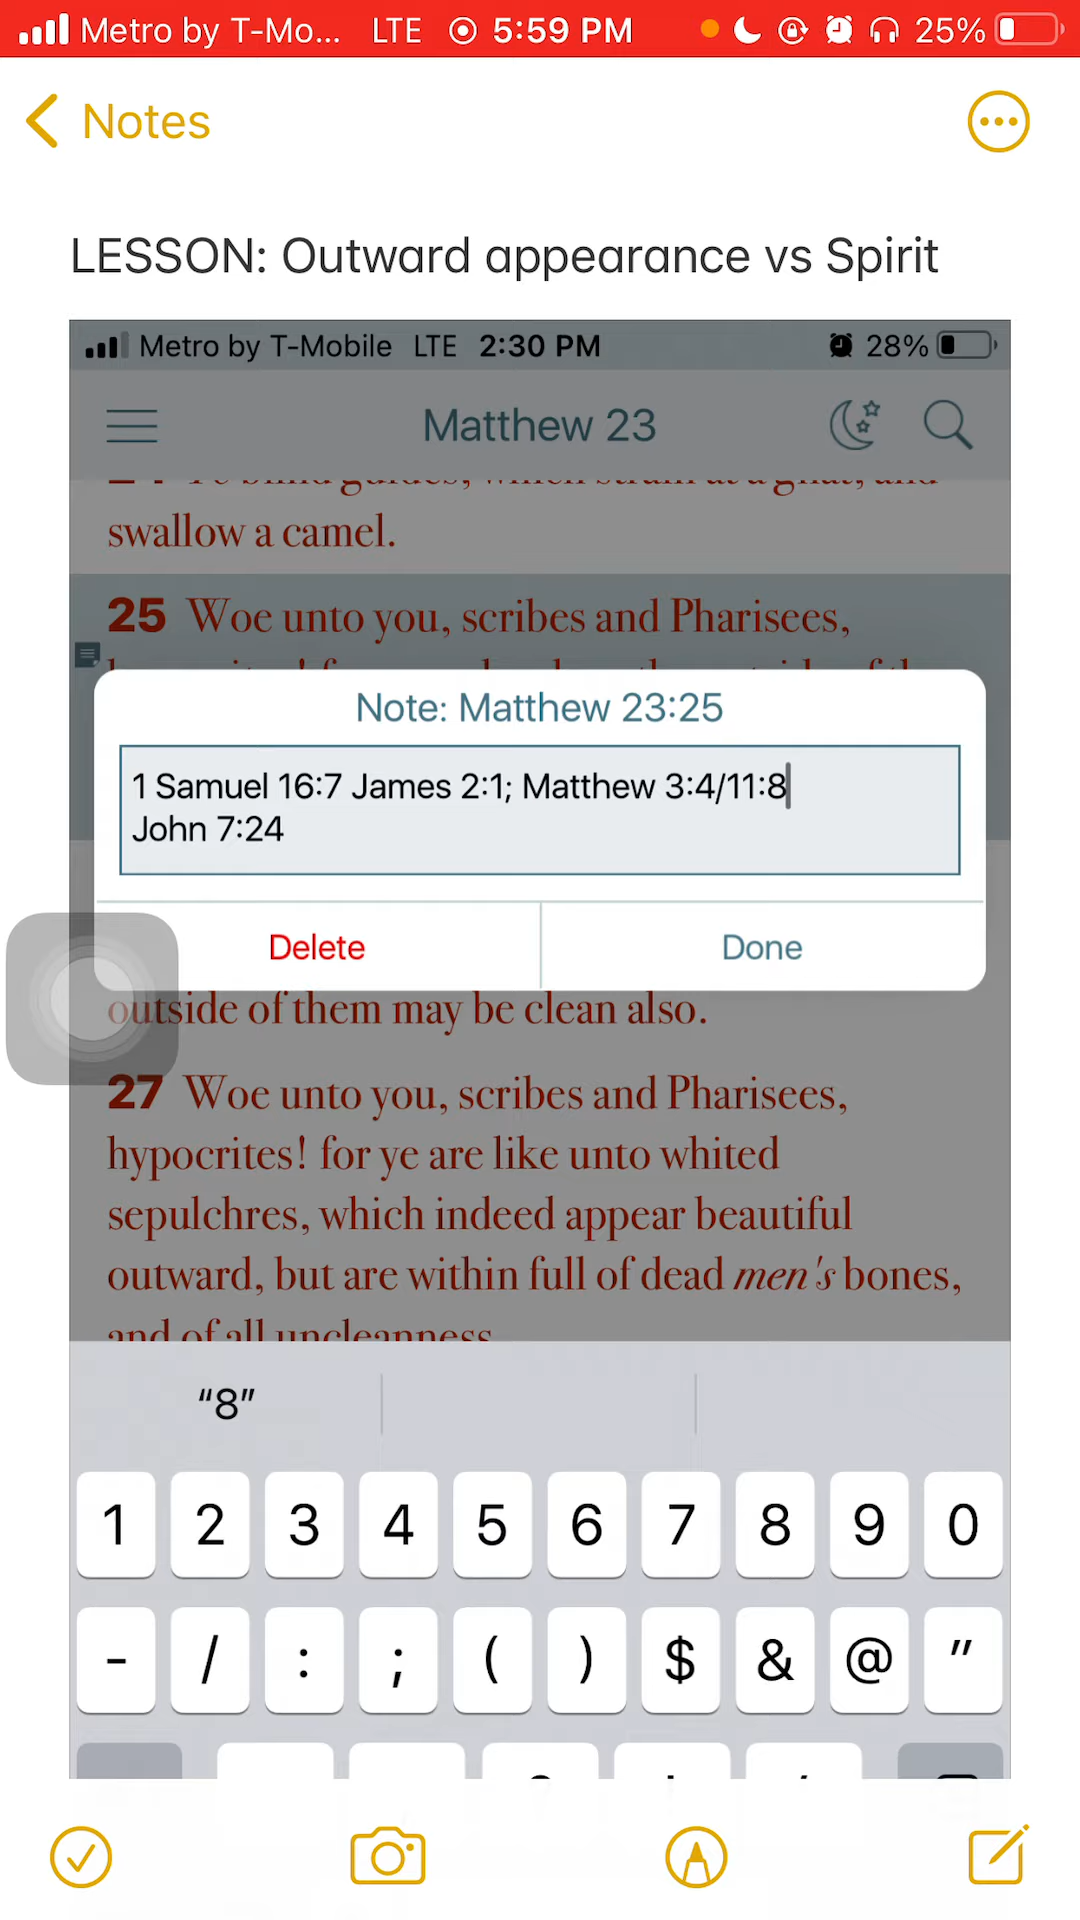 Metro by T-Mo... LTE 5:59 PM 25%
Notes
LESSON: Outward appearance vs Spirit
Metro by T-Mobile LTE 2:30 PM 28%
Matthew 23
swallow a camel.
25 Woe unto you, scribes and Pharisees,
Note: Matthew 23:25
1 Samuel 16:7 James 2:1; Matthew 3:4/11:8
John 7:24
Delete Done
outside of them may be clean also.
27 Woe unto you, scribes and Pharisees,
hypocrites! for ye are like unto whited
sepulchres, which indeed appear beautiful
outward, but are within full of dead men's bones,
and of all uncleanness
“8”
1 2 3 4 5 6 7 8 9 0
- / : ; ( ) $ & @ "